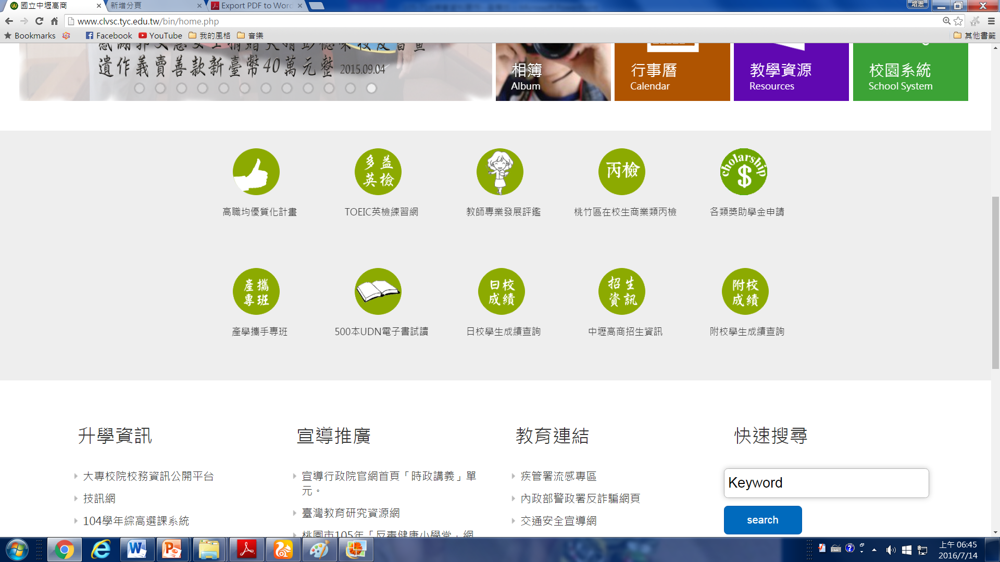 國立中壢高商
新增分頁
Export PDF to Word
培恩
www.clvsc.tyc.edu.tw/bin/home.php
Bookmarks
Facebook
YouTube
我的風格
音樂
其他書籤
遺作義賣善款新臺幣40萬元整 2015.09.04
相簿
Album
行事曆
Calendar
教學資源
Resources
校園系統
School System
多益
英檢
丙檢
cholarship
$
高職均優質化計畫
TOEIC英檢練習網
教師專業發展評鑑
桃竹區在校生商業類丙檢
各類獎助學金申請
產攜
專班
日校
成績
招生
資訊
附校
成績
產學攜手專班
500本UDN電子書試讀
日校學生成績查詢
中壢高商招生資訊
附校學生成績查詢
升學資訊
大專校院校務資訊公開平台
技訊網
104學年綜高選課系統
宣導推廣
宣導行政院官網首頁「時政講義」單
元。
臺灣教育研究資源網
桃園市105年「反毒健康小學堂」網
教育連結
疾管署流感專區
內政部警政署反詐騙網頁
交通安全宣導網
快速搜尋
Keyword
search
上午 06:45
2016/7/14